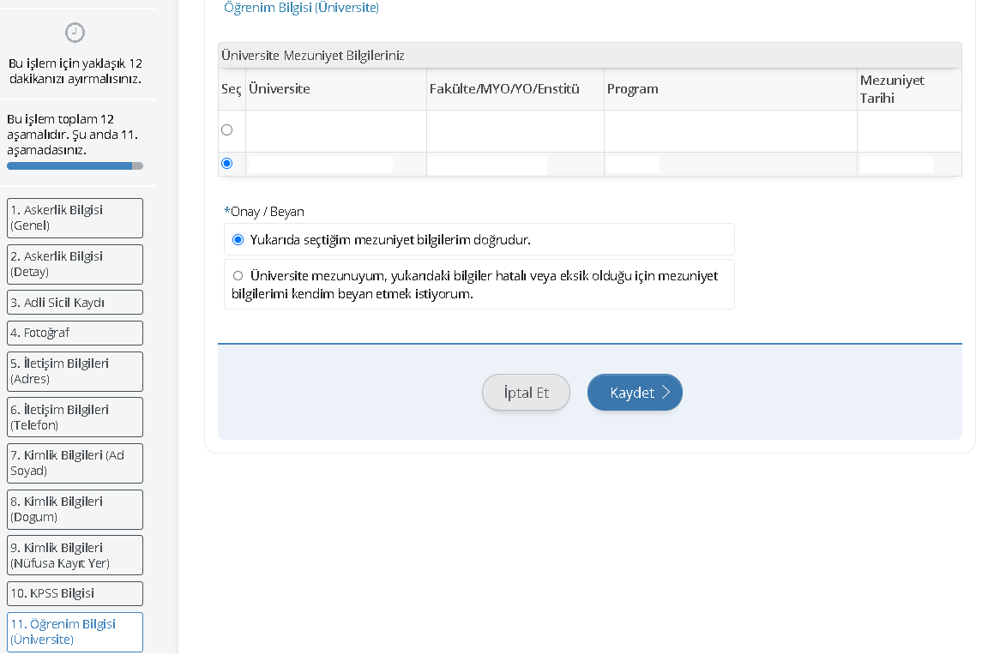 Bu işlem için yaklaşık 12
dakikanızı ayırmalısınız.
Bu işlem toplam 12
aşamalıdır. Şu anda 11.
aşamadasınız.
1. Askerlik Bilgisi
(Genel)
2. Askerlik Bilgisi
(Detay)
3. Adli Sicil Kaydı
4. Fotoğraf
5. İletişim Bilgileri
(Adres)
6. İletişim Bilgileri
(Telefon)
7. Kimlik Bilgileri (Ad
Soyad)
8. Kimlik Bilgileri
(Dogum)
9. Kimlik Bilgileri
(Nüfusa Kayıt Yer)
10. KPSS Bilgisi
11. Öğrenim Bilgisi
(Üniversite)
Öğrenim Bilgisi (Üniversite)
Üniversite Mezuniyet Bilgileriniz
Seç Üniversite Fakülte/MYO/YO/Enstitü Program Mezuniyet
Tarihi
*Onay / Beyan
Yukarıda seçtiğim mezuniyet bilgilerim doğrudur.
Üniversite mezunuyum, yukarıdaki bilgiler hatalı veya eksik olduğu için mezuniyet
bilgilerimi kendim beyan etmek istiyorum.
İptal Et Kaydet